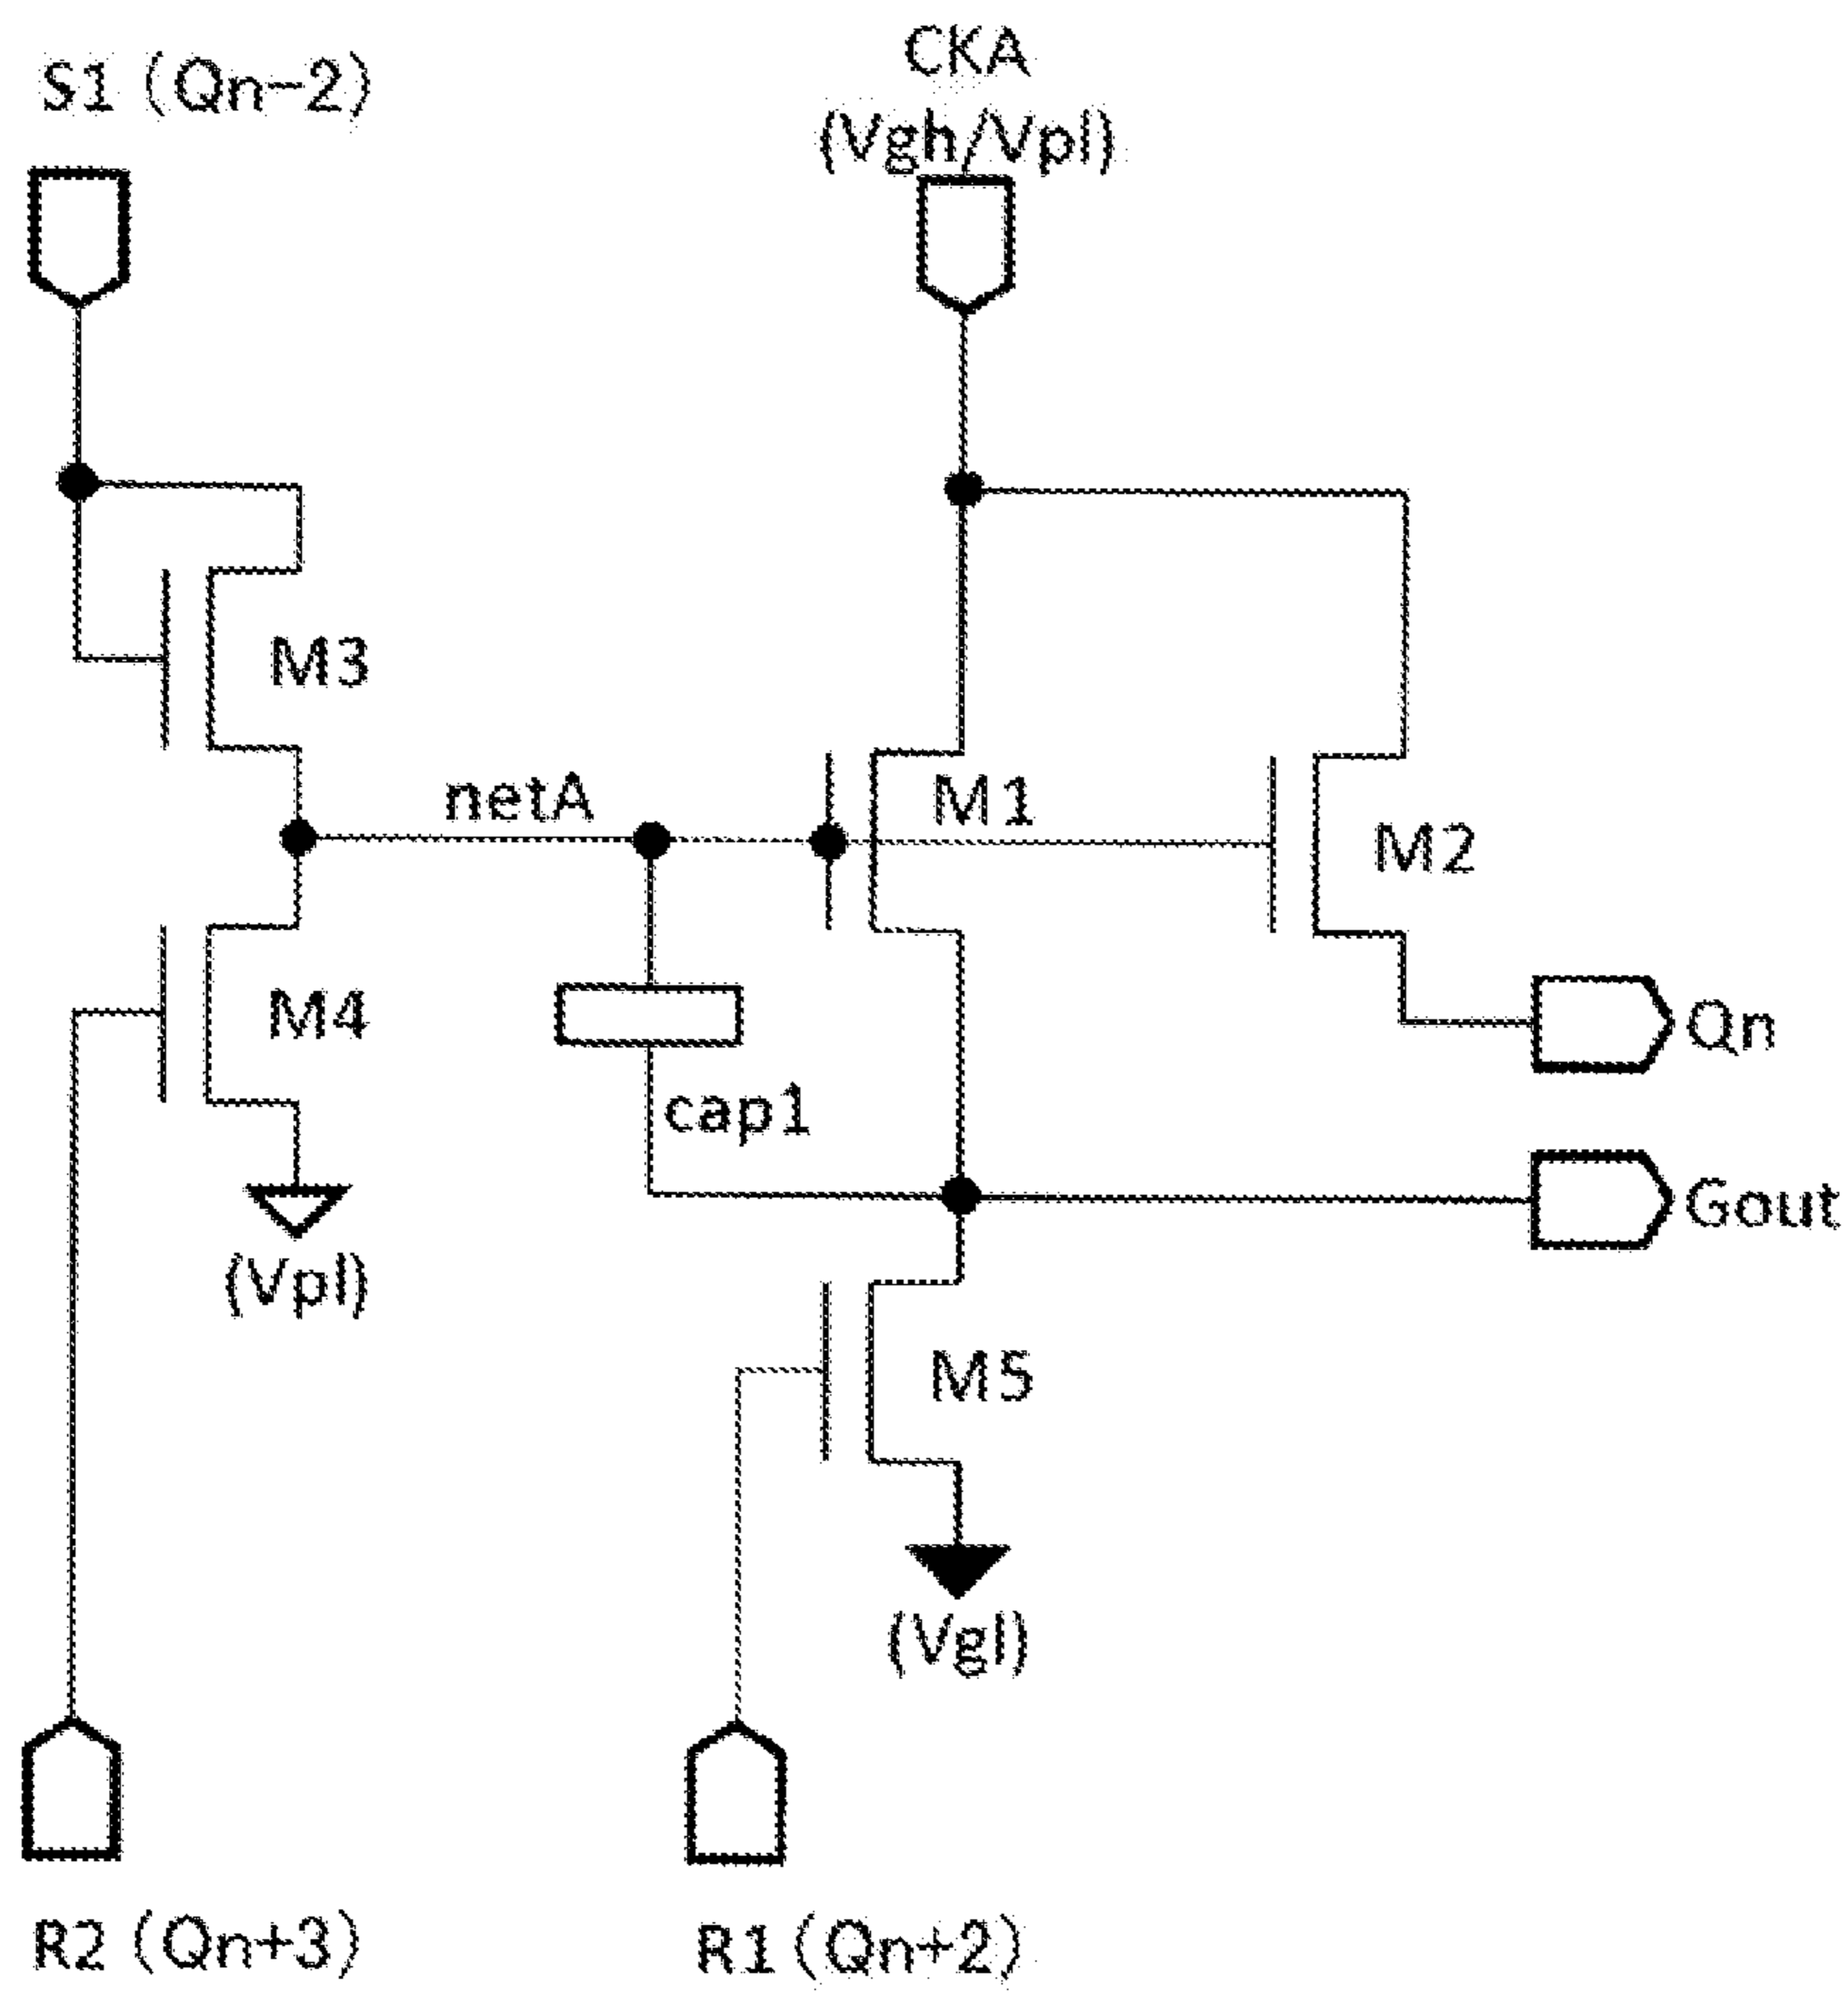 S1 (Qn-2)
CKA
(Vgh/Vpl)
M3
netA
M1
M2
M4
Qn
cap1
Gout
(Vpl)
M5
(Vgl)
R2 (Qn+3)
R1 (Qn+2)